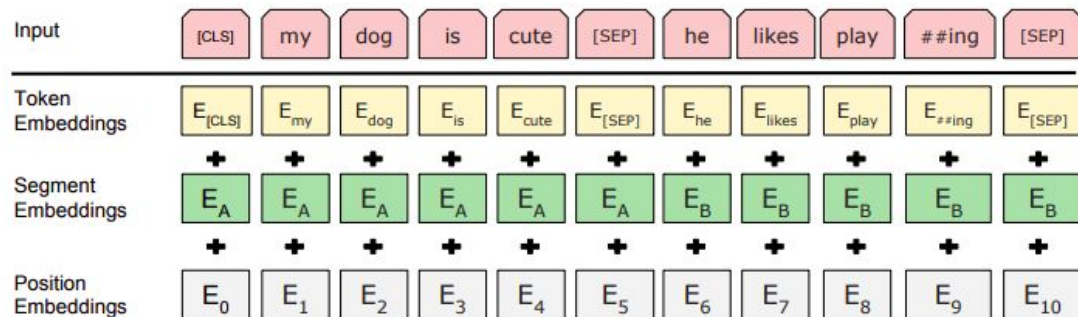 Input [CLS] my dog is cute [SEP] he likes play ##ing [SEP]
Token
Embeddings E[CLS] Emy Edog Eis Ecute E[SEP] Ehe Elikes Eplay E##ing E[SEP]
+ + + + + + + + + + +
Segment
Embeddings EA EA EA EA EA EA EB EB EB EB EB
+ + + + + + + + + + +
Position
Embeddings E0 E1 E2 E3 E4 E5 E6 E7 E8 E9 E10